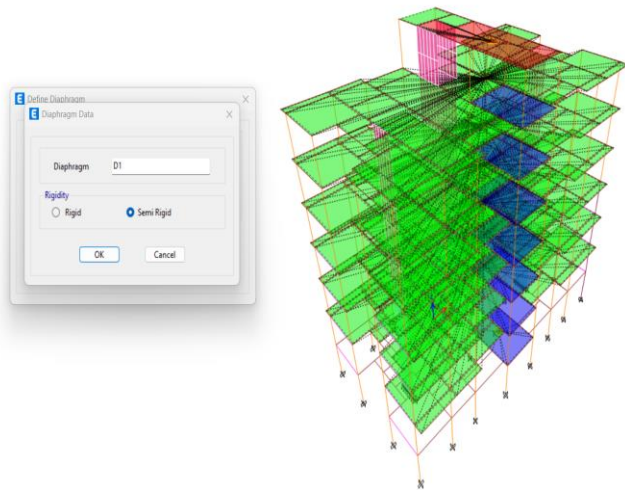 E Define Diaphragm X
E Diaphragm Data X
Diaphragm D1
Rigidity
Rigid Semi Rigid
OK Cancel